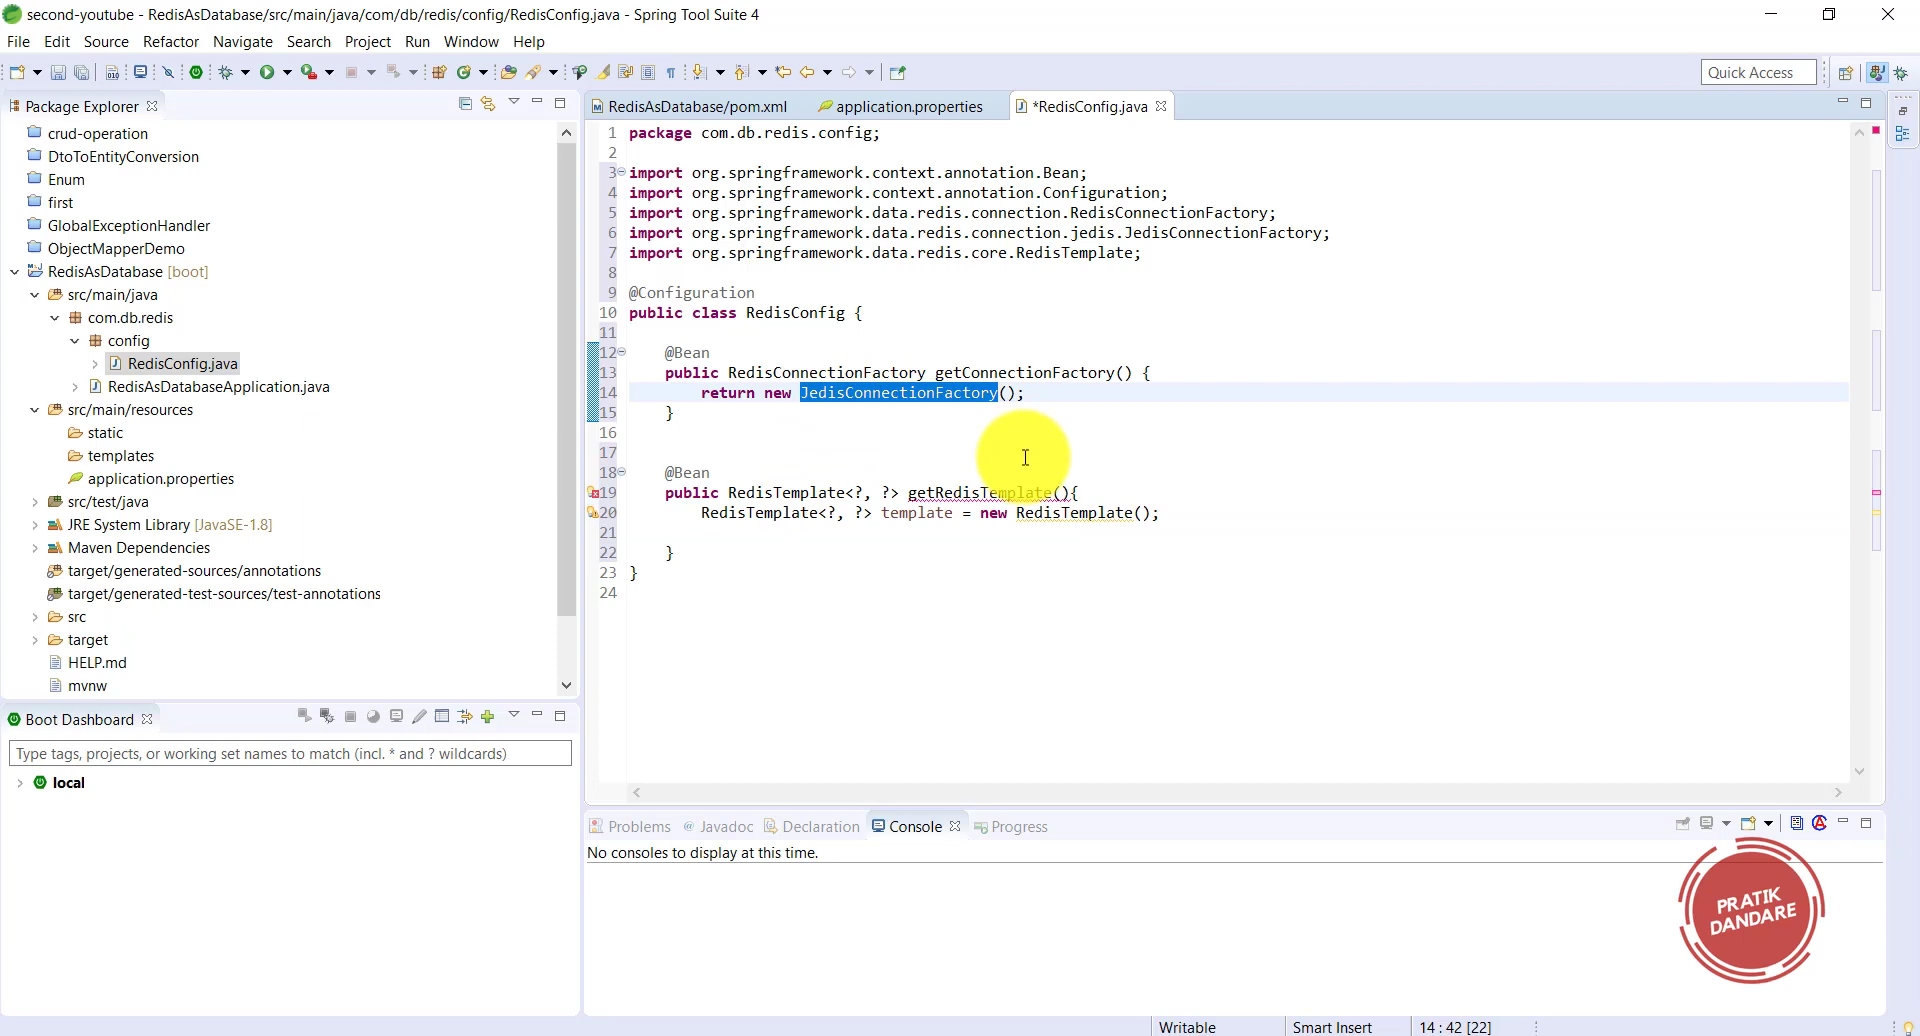 second-youtube - RedisAsDatabase/src/main/java/com/db/redis/config/RedisConfig.java - Spring Tool Suite 4
File Edit Source Refactor Navigate Search Project Run Window Help
Quick Access
Package Explorer
crud-operation
DtoToEntityConversion
Enum
first
GlobalExceptionHandler
ObjectMapperDemo
RedisAsDatabase [boot]
src/main/java
com.db.redis
config
RedisConfig.java
RedisAsDatabaseApplication.java
src/main/resources
static
templates
application.properties
src/test/java
JRE System Library [JavaSE-1.8]
Maven Dependencies
target/generated-sources/annotations
target/generated-test-sources/test-annotations
src
target
HELP.md
mvnw
Boot Dashboard
Type tags, projects, or working set names to match (incl. * and ? wildcards)
local
RedisAsDatabase/pom.xml application.properties *RedisConfig.java
1 package com.db.redis.config;
2
3 import org.springframework.context.annotation.Bean;
4 import org.springframework.context.annotation.Configuration;
5 import org.springframework.data.redis.connection.RedisConnectionFactory;
6 import org.springframework.data.redis.connection.jedis.JedisConnectionFactory;
7 import org.springframework.data.redis.core.RedisTemplate;
8
9 @Configuration
10 public class RedisConfig {
11
12 @Bean
13 public RedisConnectionFactory getConnectionFactory() {
14 return new JedisConnectionFactory();
15 }
16
17
18 @Bean
19 public RedisTemplate<?, ?> getRedisTemplate(){
20 RedisTemplate<?, ?> template = new RedisTemplate();
21
22 }
23 }
24
Problems Javadoc Declaration Console Progress
No consoles to display at this time.
PRATIK
DANDARE
Writable Smart Insert 14 : 42 [22]